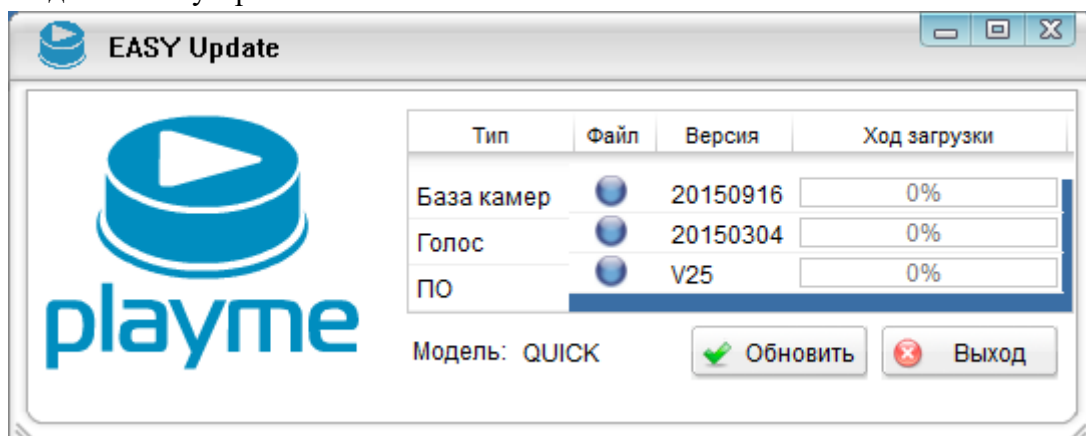 EASY Update
playme
Тип Файл Версия Ход загрузки
База камер 20150916 0%
Голос 20150304 0%
ПО V25 0%
Модель: QUICK Обновить Выход